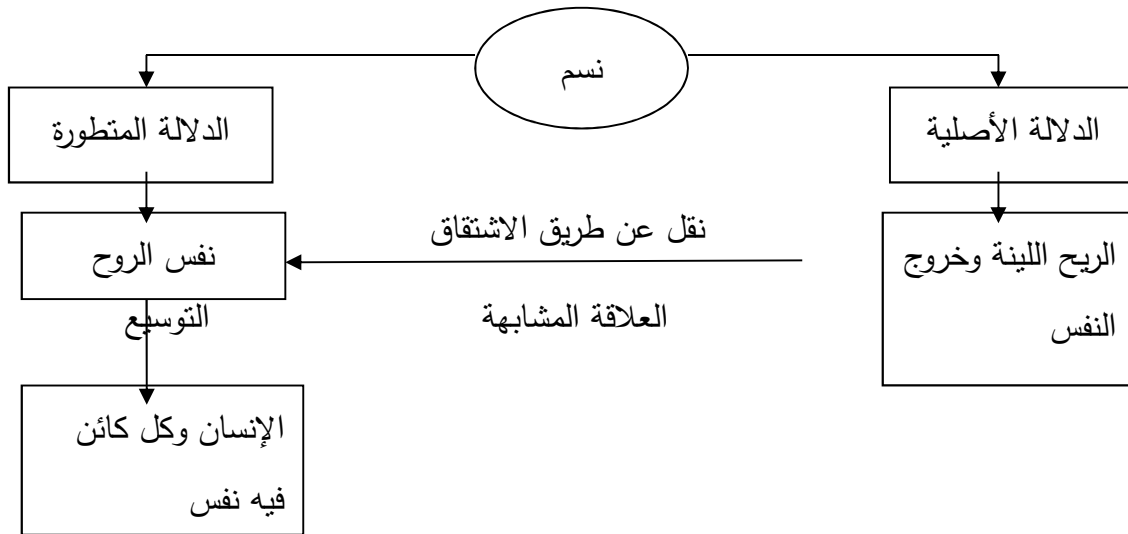 نسم
الدلالة الأصلية
الدلالة المتطورة
الريح اللينة وخروج
النفس
نقل عن طريق الاشتقاق
العلاقة المشابهة
نفس الروح
التوسيع
الإنسان وكل كائن
فيه نفس